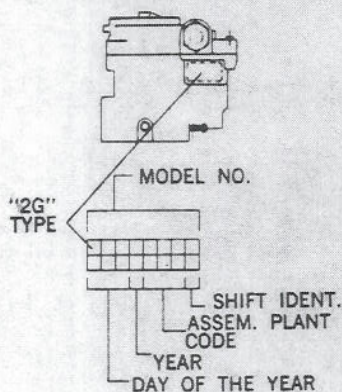 MODEL NO.
"2G"
TYPE
SHIFT IDENT.
ASSEM. PLANT
CODE
YEAR
DAY OF THE YEAR